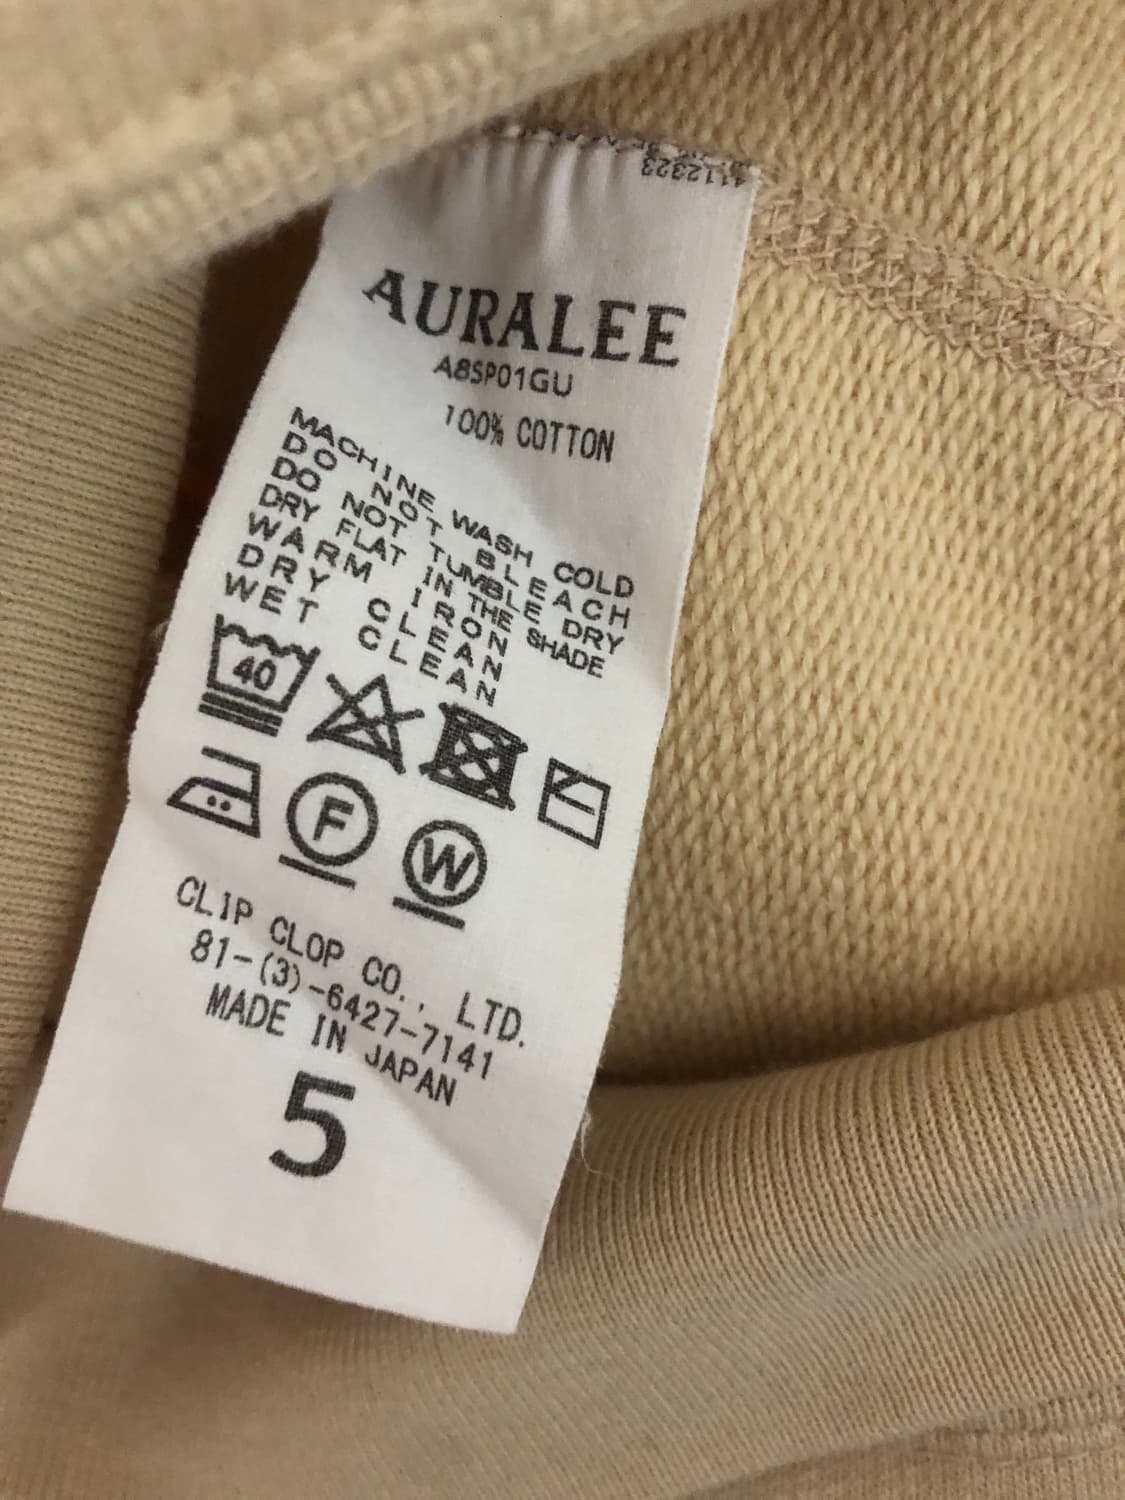 4112323
AURALEE
A8SP01GU
100% COTTON
MACHINE WASH COLD
DO NOT BLEACH
DO NOT TUMBLE DRY
DRY FLAT IN THE SHADE
WARM IRON
DRY CLEAN
WET CLEAN
40
F
W
CLIP CLOP CO., LTD.
81-(3)-6427-7141
MADE IN JAPAN
5